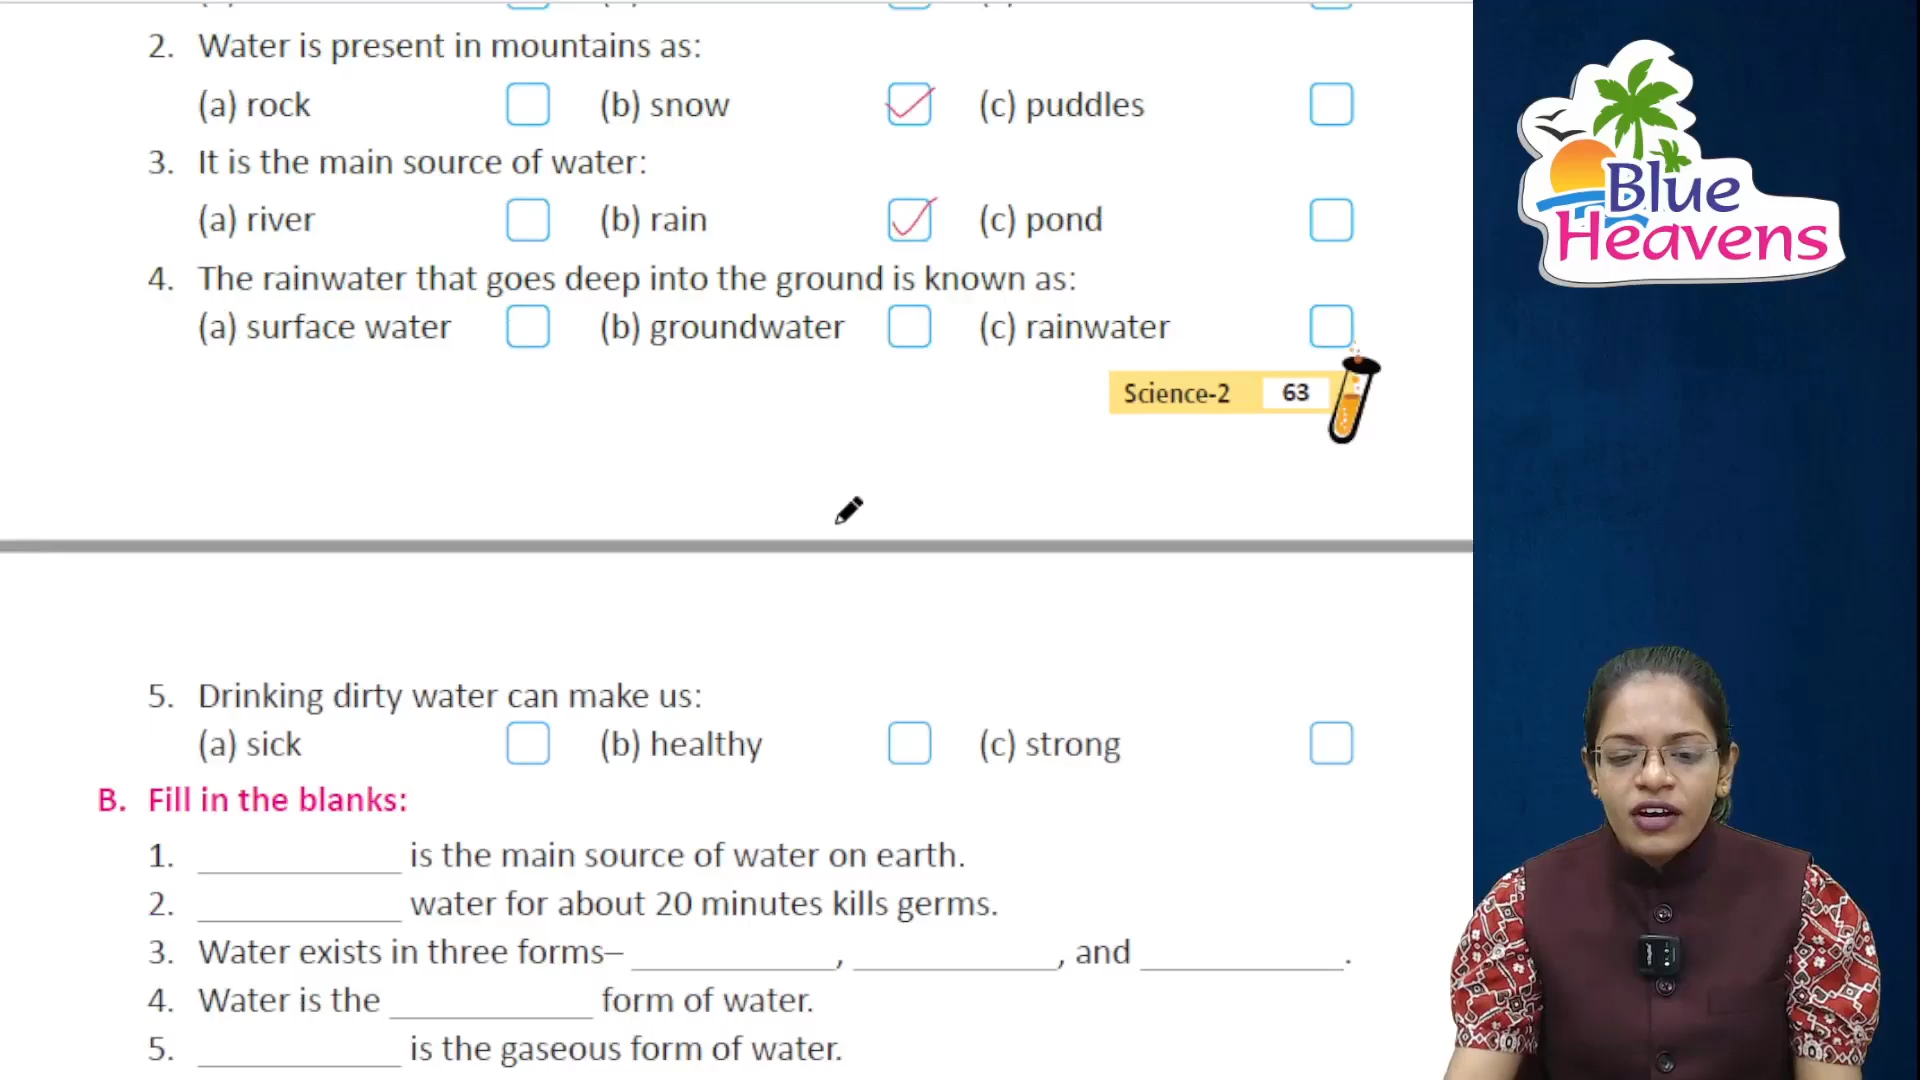 2. Water is present in mountains as:
(a) rock (b) snow (c) puddles
3. It is the main source of water:
(a) river (b) rain (c) pond
4. The rainwater that goes deep into the ground is known as:
(a) surface water (b) groundwater (c) rainwater
Science-2 63
5. Drinking dirty water can make us:
(a) sick (b) healthy (c) strong
B. Fill in the blanks:
1. ____________ is the main source of water on earth.
2. ____________ water for about 20 minutes kills germs.
3. Water exists in three forms– ____________, ____________, and ____________.
4. Water is the ____________ form of water.
5. ____________ is the gaseous form of water.
Blue
Heavens